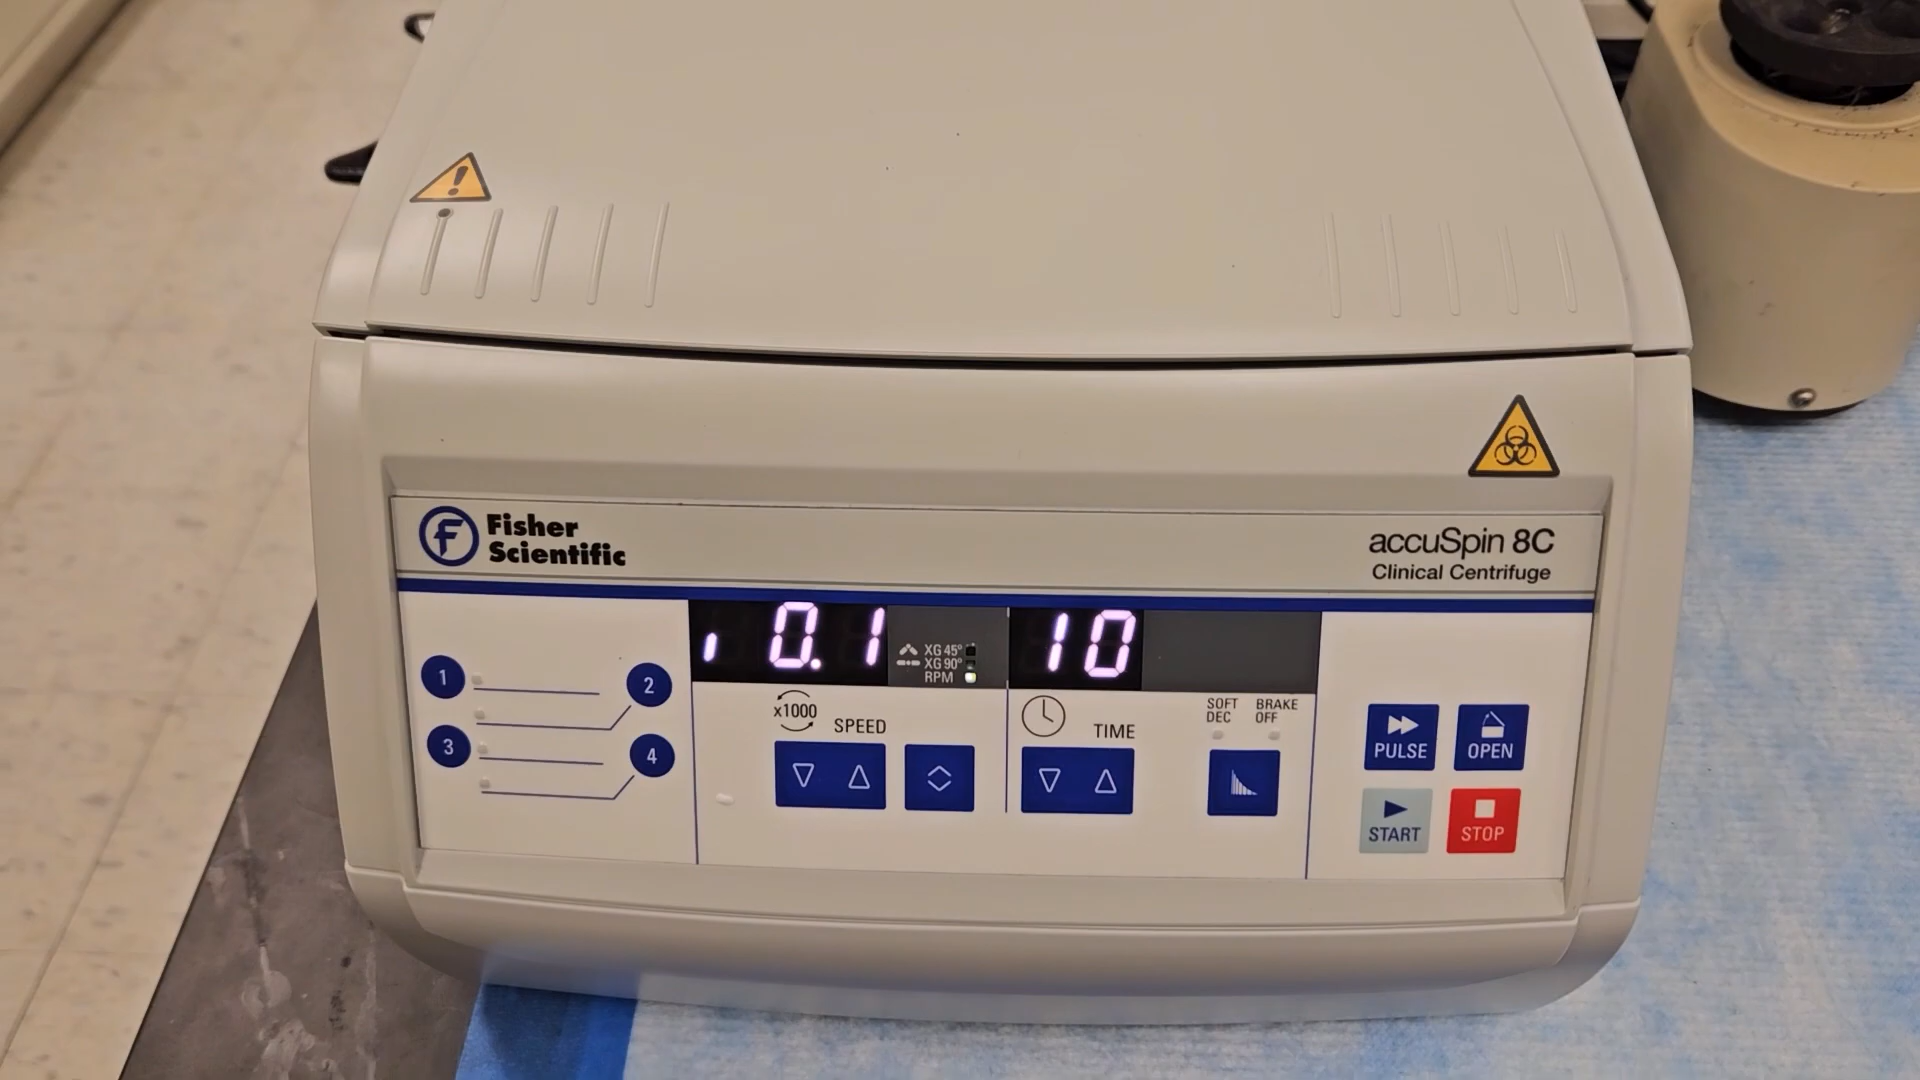 Fisher
Scientific
accuSpin 8C
Clinical Centrifuge
0.1
10
XG 45°
XG 90°
RPM
1
2
3
4
x1000
SPEED
TIME
SOFT
DEC
BRAKE
OFF
PULSE
OPEN
START
STOP